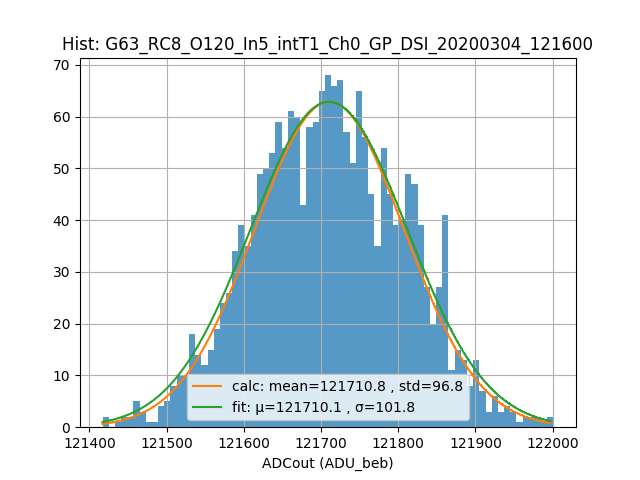 Hist: G63_RC8_O120_In5_intT1_Ch0_GP_DSI_20200304_121600
70
60
50
40
30
20
10
0
calc: mean=121710.8 , std=96.8
fit: μ=121710.1 , σ=101.8
121400 121500 121600 121700 121800 121900 122000
ADCout (ADU_beb)